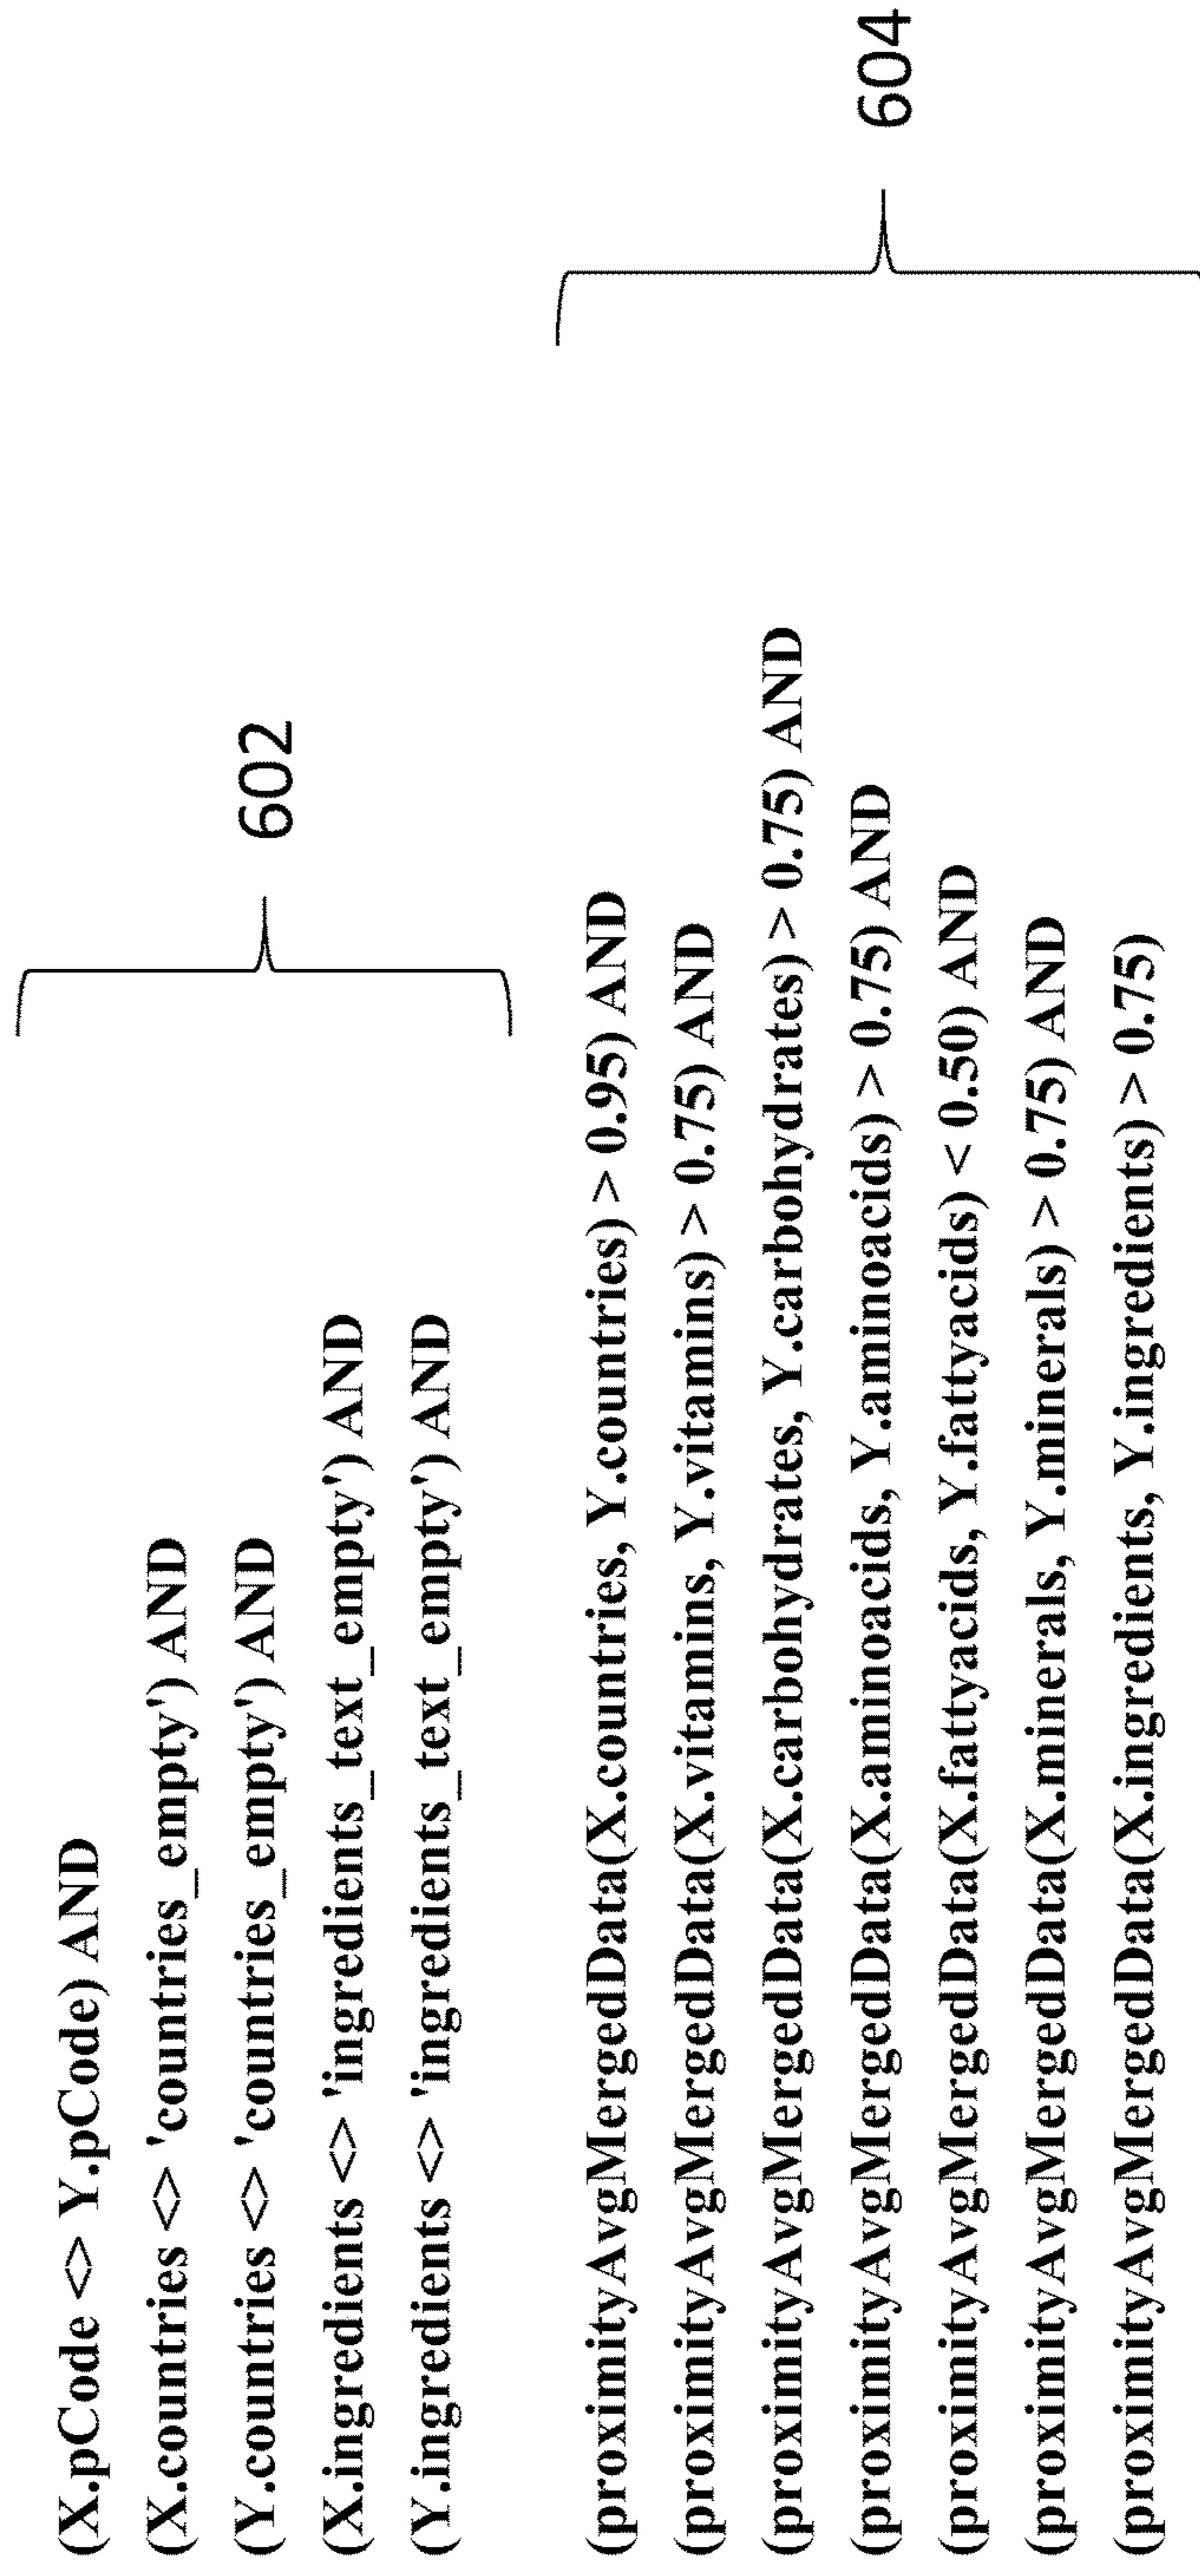 (X.pCode <> Y.pCode) AND
(X.countries <> 'countries_empty') AND
(Y.countries <> 'countries_empty') AND
(X.ingredients <> 'ingredients_text_empty') AND
(Y.ingredients <> 'ingredients_text_empty') AND
602
(proximityAvgMergedData(X.countries, Y.countries) > 0.95) AND
(proximityAvgMergedData(X.vitamins, Y.vitamins) > 0.75) AND
(proximityAvgMergedData(X.carbohydrates, Y.carbohydrates) > 0.75) AND
(proximityAvgMergedData(X.aminoacids, Y.aminoacids) > 0.75) AND
(proximityAvgMergedData(X.fattyacids, Y.fattyacids) < 0.50) AND
(proximityAvgMergedData(X.minerals, Y.minerals) > 0.75) AND
(proximityAvgMergedData(X.ingredients, Y.ingredients) > 0.75)
604